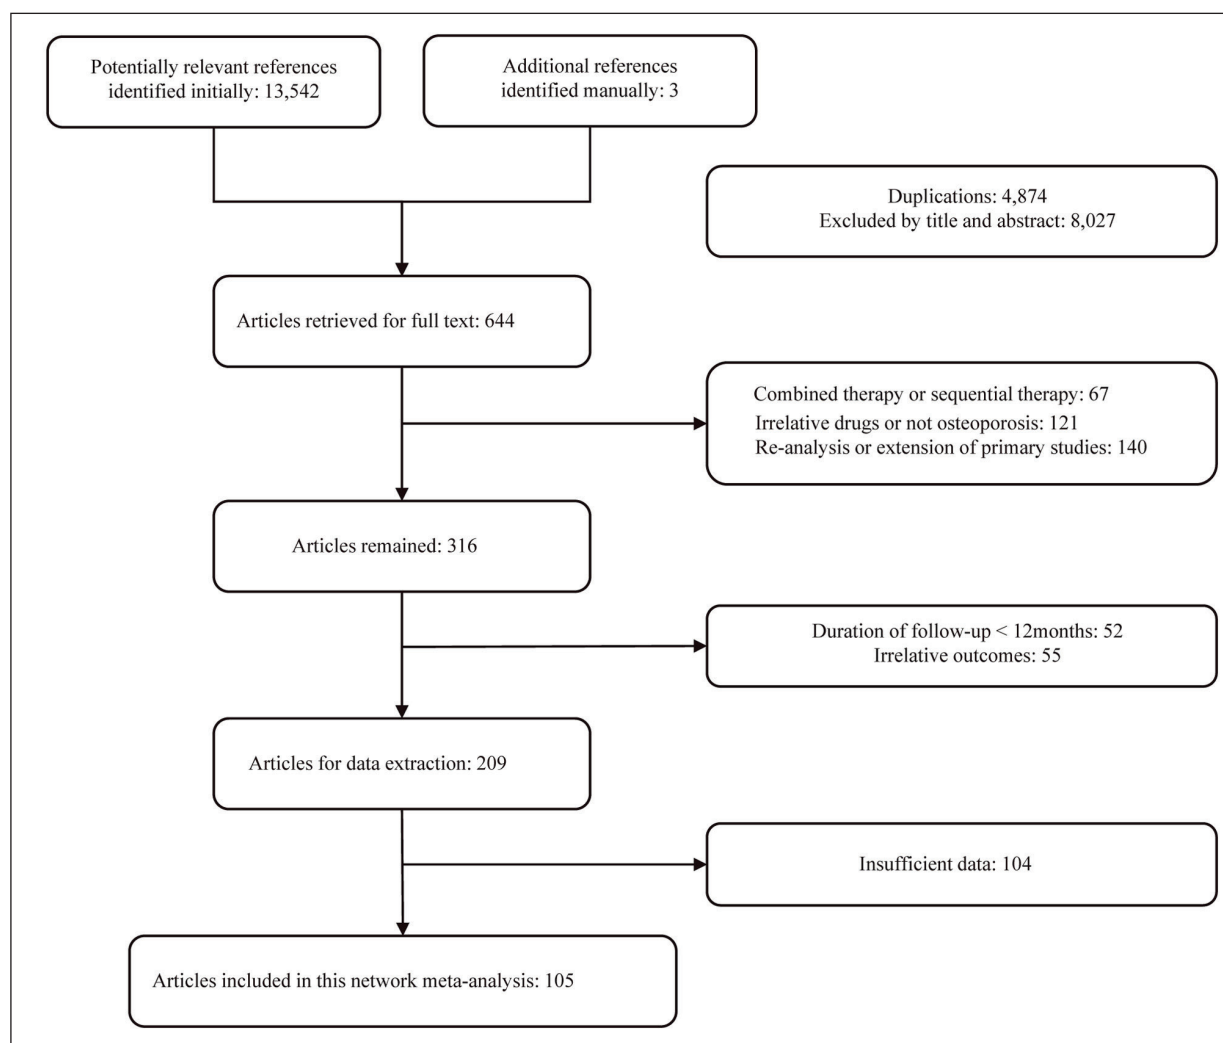 Potentially relevant references
identified initially: 13,542
Additional references
identified manually: 3
Duplications: 4,874
Excluded by title and abstract: 8,027
Articles retrieved for full text: 644
Combined therapy or sequential therapy: 67
Irrelative drugs or not osteoporosis: 121
Re-analysis or extension of primary studies: 140
Articles remained: 316
Duration of follow-up < 12months: 52
Irrelative outcomes: 55
Articles for data extraction: 209
Insufficient data: 104
Articles included in this network meta-analysis: 105